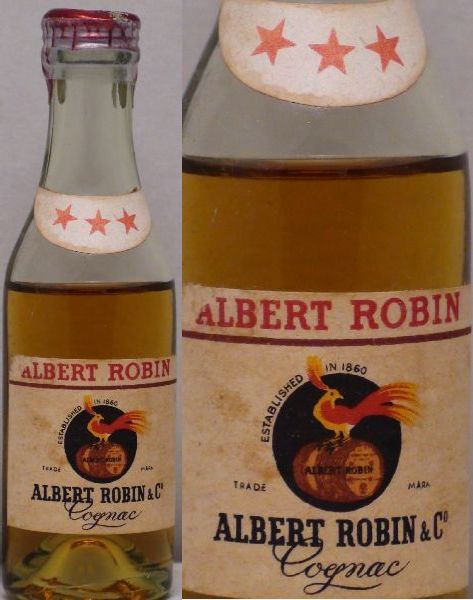 ALBERT ROBIN
ESTABLISHED IN 1860
ALBERT ROBIN
TRADE MARK
ALBERT ROBIN & Cº
Cognac
ALBERT ROBIN
ESTABLISHED IN 1860
ALBERT ROBIN
TRADE MARK
ALBERT ROBIN & Cº
Cognac